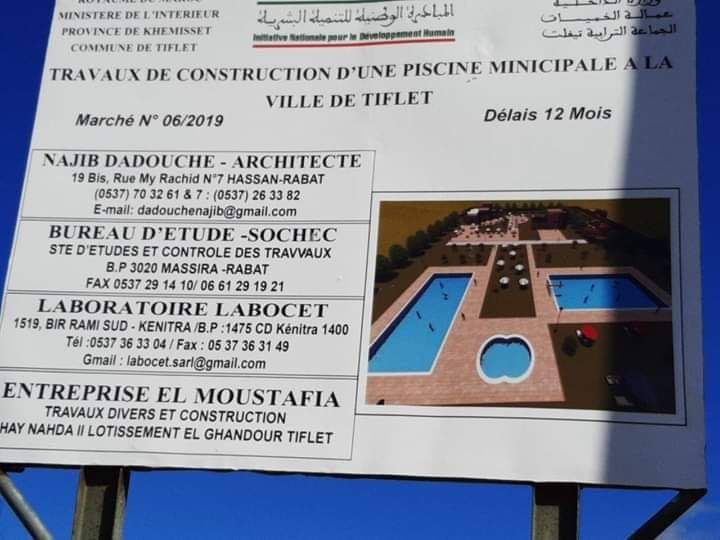 ROYAUME DU MAROC
MINISTERE DE L'INTERIEUR
PROVINCE DE KHEMISSET
COMMUNE DE TIFLET
المبادرة الوطنية للتنمية البشرية
Initiative Nationale pour le Développement Humain
وزارة الداخلية
عمالة الخميسات
الجماعة الترابية تيفلت
TRAVAUX DE CONSTRUCTION D'UNE PISCINE MINICIPALE A LA
VILLE DE TIFLET
Marché N° 06/2019
Délais 12 Mois
NAJIB DADOUCHE - ARCHITECTE
19 Bis, Rue My Rachid N°7 HASSAN-RABAT
(0537) 70 32 61 & 7 : (0537) 26 33 82
E-mail: dadouchenajib@gmail.com
BUREAU D'ETUDE -SOCHEC
STE D'ETUDES ET CONTROLE DES TRAVVAUX
B.P 3020 MASSIRA -RABAT
FAX 0537 29 14 10/ 06 61 29 19 21
LABORATOIRE LABOCET
1519, BIR RAMI SUD - KENITRA /B.P :1475 CD Kénitra 1400
Tél :0537 36 33 04 / Fax : 05 37 36 31 49
Gmail : labocet.sarl@gmail.com
ENTREPRISE EL MOUSTAFIA
TRAVAUX DIVERS ET CONSTRUCTION
HAY NAHDA II LOTISSEMENT EL GHANDOUR TIFLET